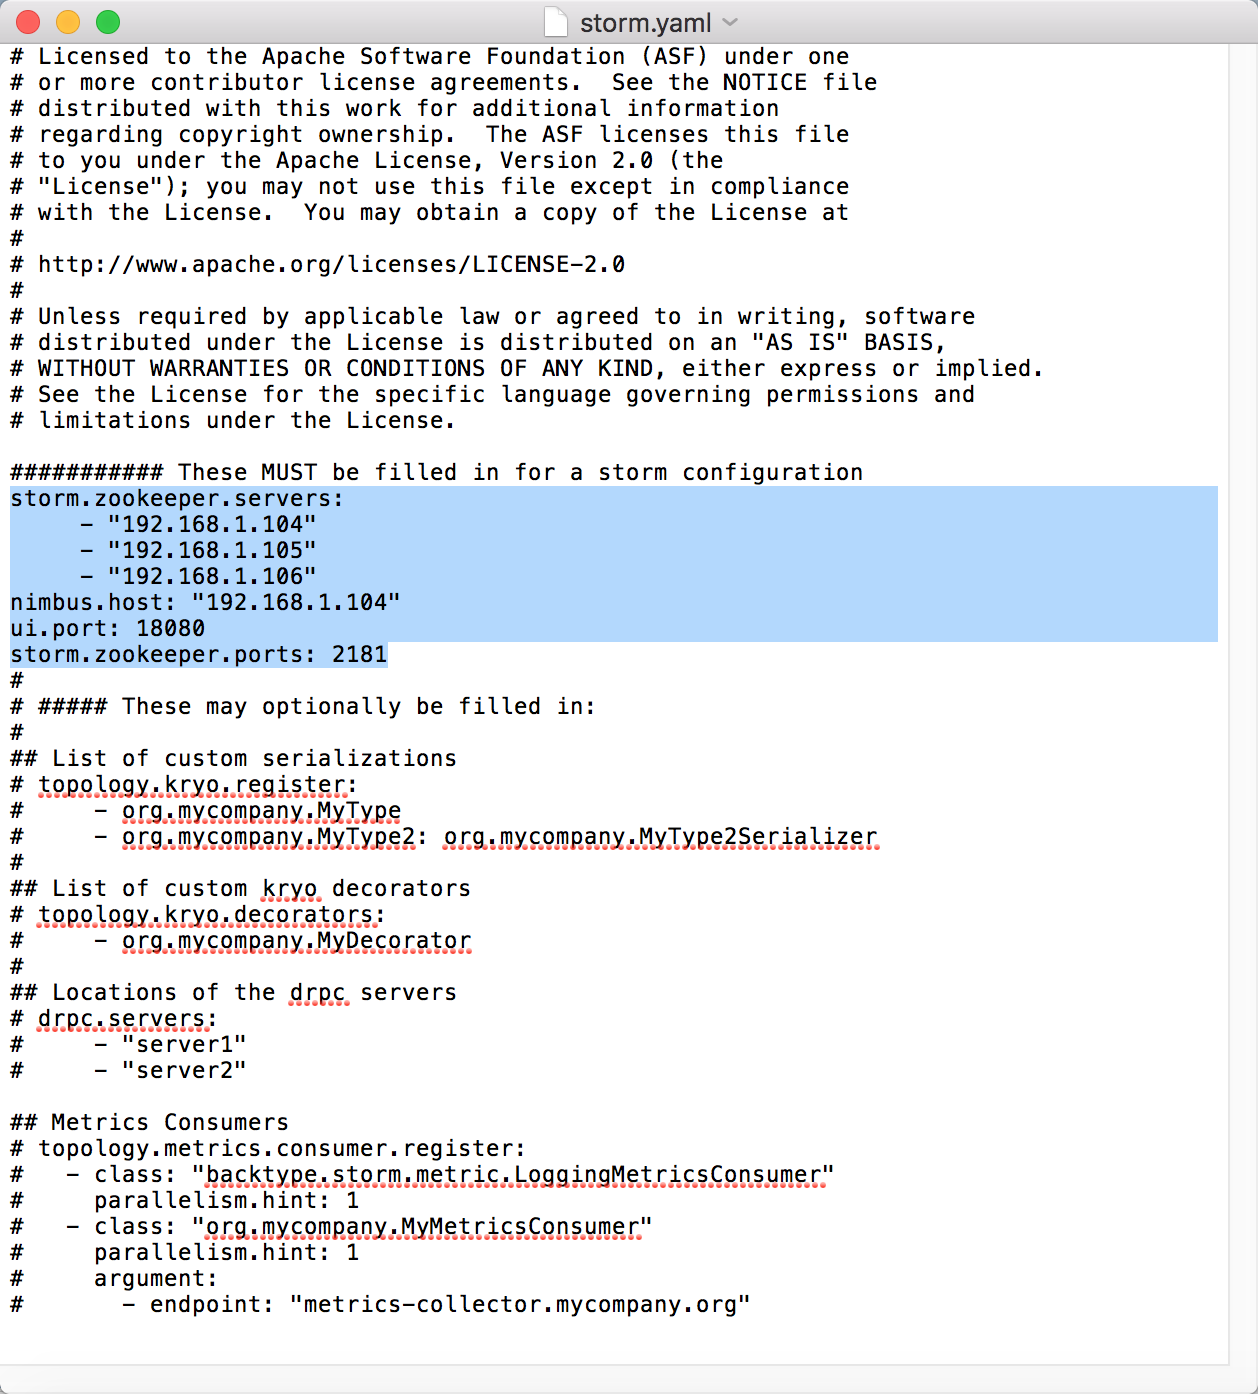 storm.yaml
# Licensed to the Apache Software Foundation (ASF) under one
# or more contributor license agreements.  See the NOTICE file
# distributed with this work for additional information
# regarding copyright ownership.  The ASF licenses this file
# to you under the Apache License, Version 2.0 (the
# "License"); you may not use this file except in compliance
# with the License.  You may obtain a copy of the License at
#
# http://www.apache.org/licenses/LICENSE-2.0
#
# Unless required by applicable law or agreed to in writing, software
# distributed under the License is distributed on an "AS IS" BASIS,
# WITHOUT WARRANTIES OR CONDITIONS OF ANY KIND, either express or implied.
# See the License for the specific language governing permissions and
# limitations under the License.

########### These MUST be filled in for a storm configuration
storm.zookeeper.servers:
     - "192.168.1.104"
     - "192.168.1.105"
     - "192.168.1.106"
nimbus.host: "192.168.1.104"
ui.port: 18080
storm.zookeeper.ports: 2181
#
# ##### These may optionally be filled in:
#
## List of custom serializations
# topology.kryo.register:
#     - org.mycompany.MyType
#     - org.mycompany.MyType2: org.mycompany.MyType2Serializer
#
## List of custom kryo decorators
# topology.kryo.decorators:
#     - org.mycompany.MyDecorator
#
## Locations of the drpc servers
# drpc.servers:
#     - "server1"
#     - "server2"

## Metrics Consumers
# topology.metrics.consumer.register:
#   - class: "backtype.storm.metric.LoggingMetricsConsumer"
#     parallelism.hint: 1
#   - class: "org.mycompany.MyMetricsConsumer"
#     parallelism.hint: 1
#     argument:
#       - endpoint: "metrics-collector.mycompany.org"